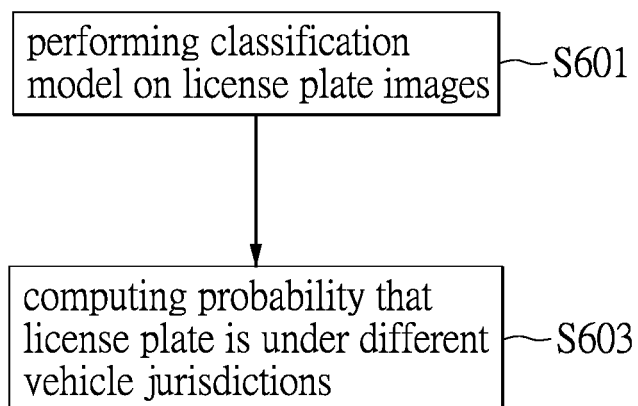 performing classification
model on license plate images
S601
computing probability that
license plate is under different
vehicle jurisdictions
S603